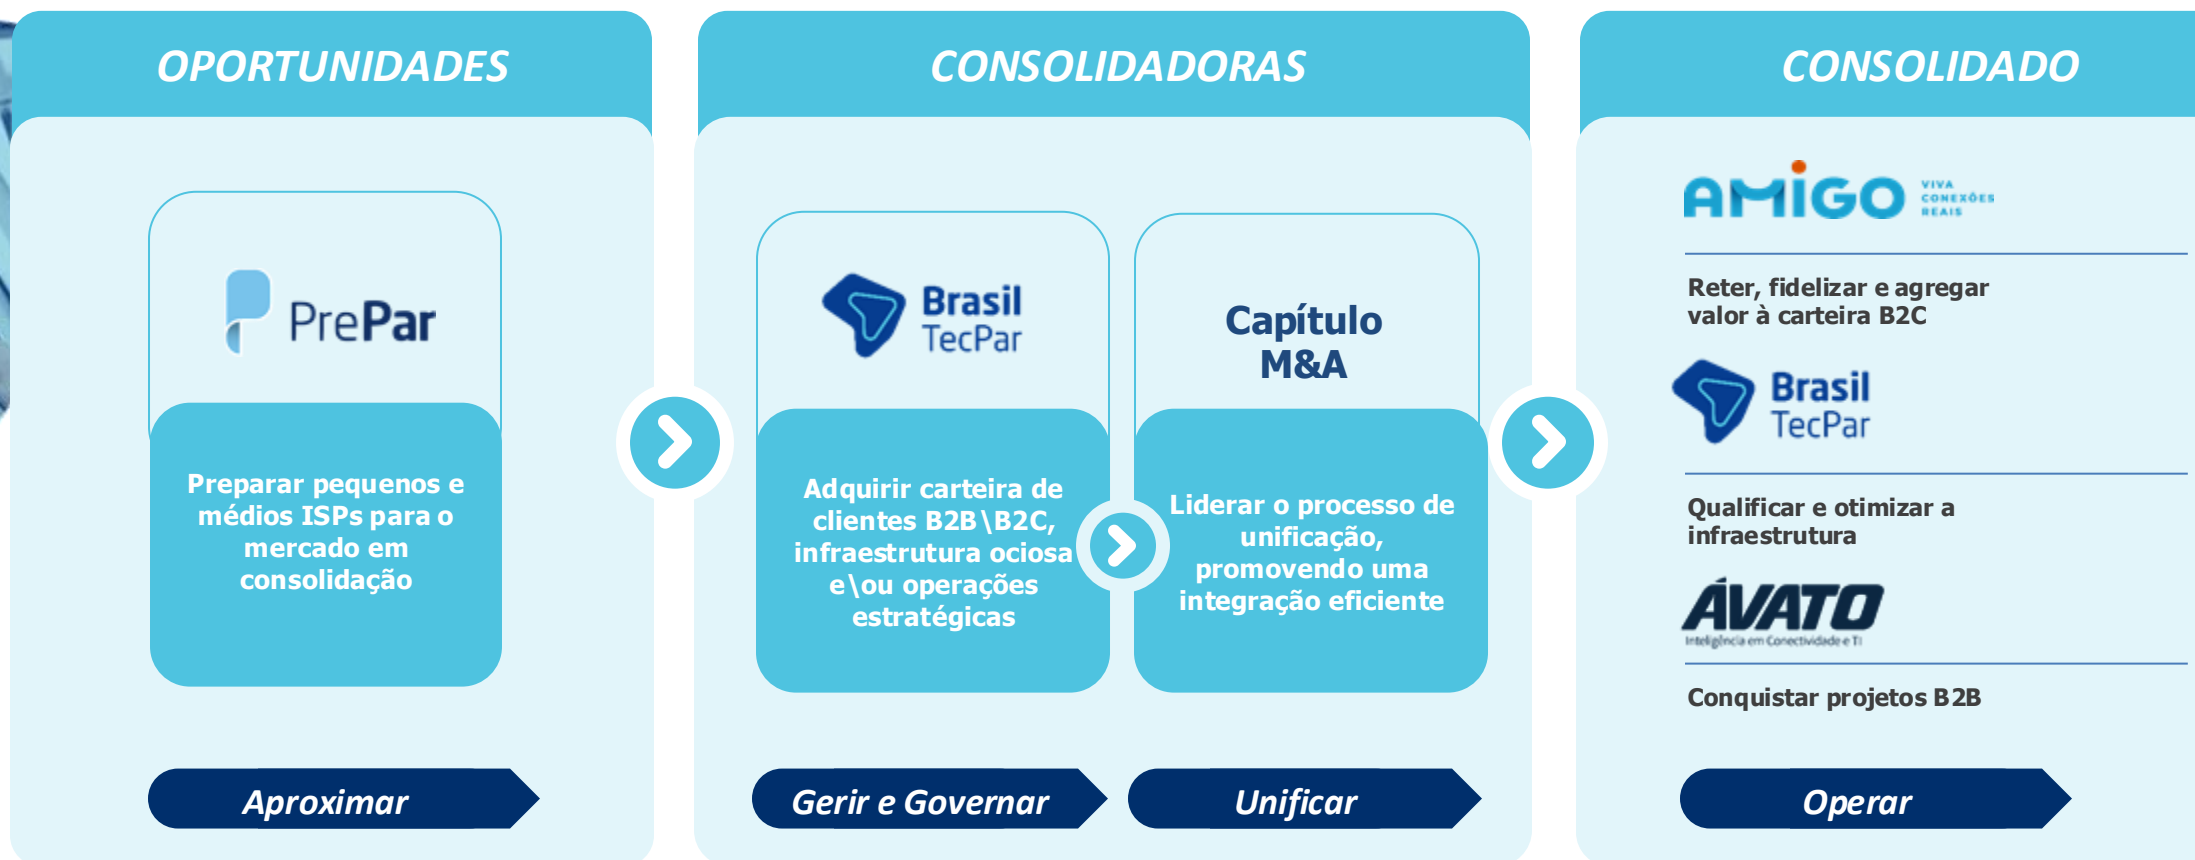 OPORTUNIDADES
PrePar
Preparar pequenos e
médios ISPs para o
mercado em
consolidação
Aproximar
CONSOLIDADORAS
Brasil
TecPar
Adquirir carteira de
clientes B2B\B2C,
infraestrutura ociosa
e\ou operações
estratégicas
Gerir e Governar
Capítulo
M&A
Liderar o processo de
unificação,
promovendo uma
integração eficiente
Unificar
CONSOLIDADO
AMiGO
VIVA
CONEXÕES
REAIS
Reter, fidelizar e agregar
valor à carteira B2C
Brasil
TecPar
Qualificar e otimizar a
infraestrutura
ÁVATO
Inteligência em Conectividade e TI
Conquistar projetos B2B
Operar